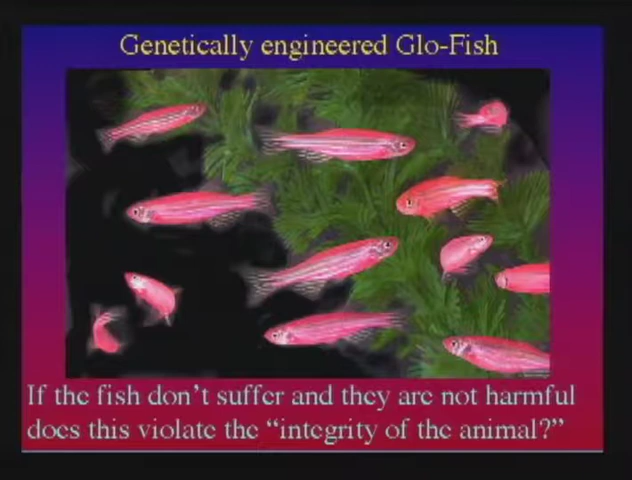 Genetically engineered Glo-Fish
If the fish don't suffer and they are not harmful
does this violate the “integrity of the animal?”